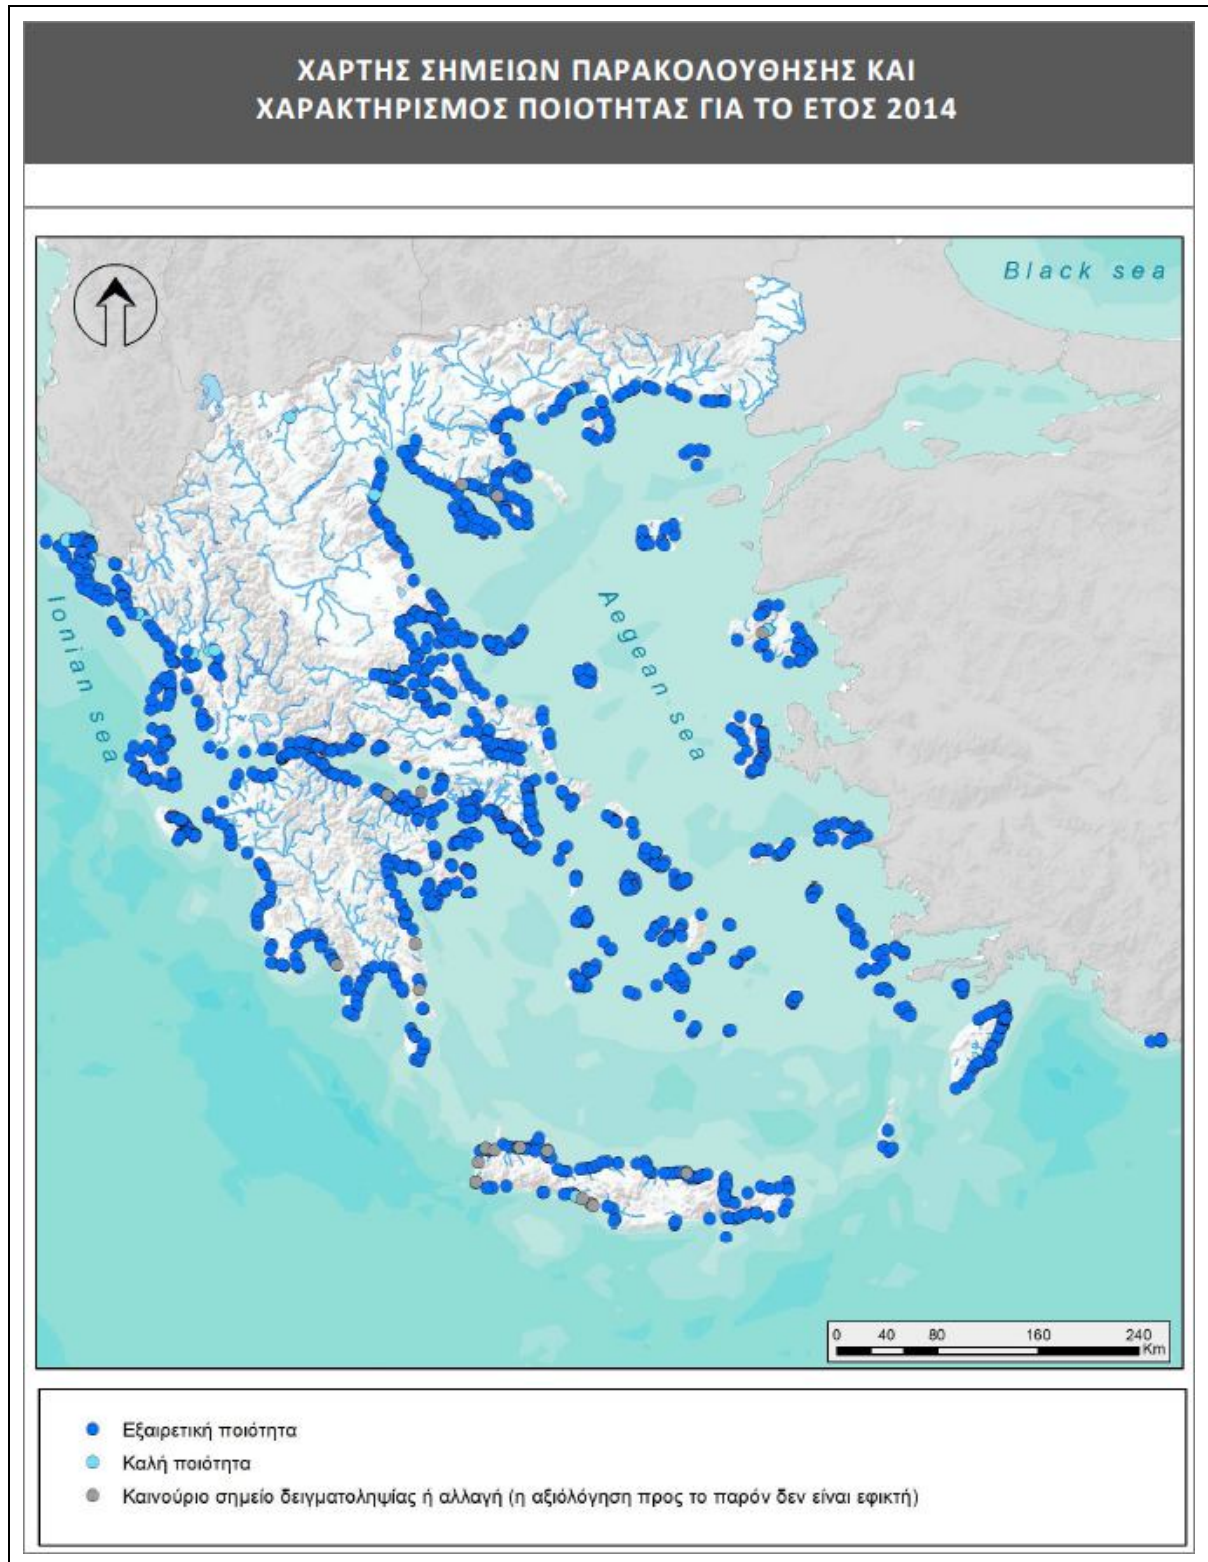 ΧΑΡΤΗΣ ΣΗΜΕΙΩΝ ΠΑΡΑΚΟΛΟΥΘΗΣΗΣ ΚΑΙ
ΧΑΡΑΚΤΗΡΙΣΜΟΣ ΠΟΙΟΤΗΤΑΣ ΓΙΑ ΤΟ ΕΤΟΣ 2014
Black sea
Ionian sea
Aegean sea
0 40 80 160 240
Km
Εξαιρετική ποιότητα
Καλή ποιότητα
Καινούριο σημείο δειγματοληψίας ή αλλαγή (η αξιόλόγηση προς το παρόν δεν είναι εφικτή)